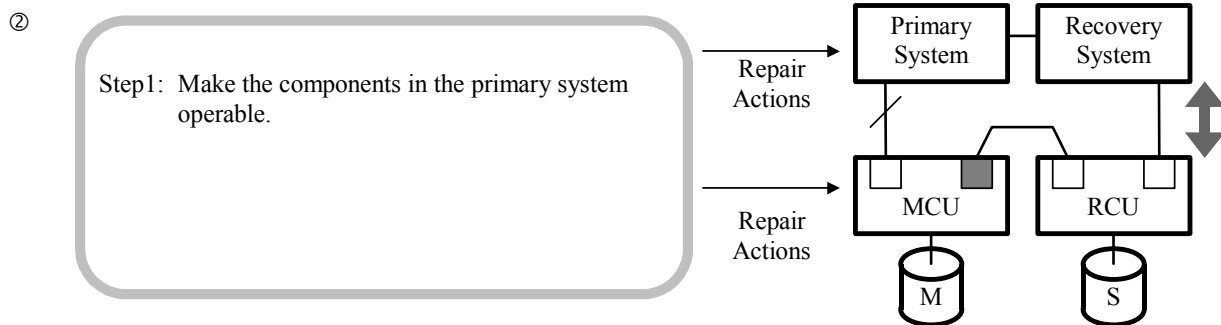 ②
Step1: Make the components in the primary system
operable.
Repair
Actions
Repair
Actions
Primary
System
Recovery
System
MCU
RCU
M
S